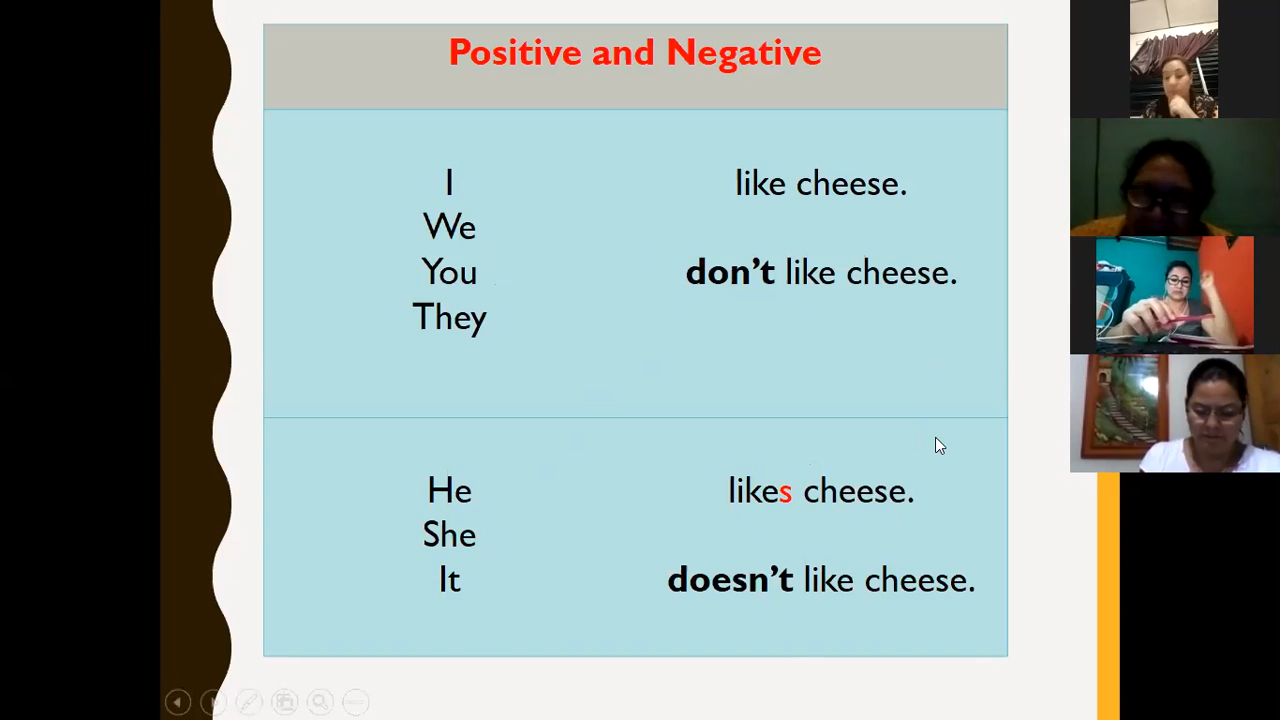 Positive and Negative
I
We
You
They
like cheese.
don't like cheese.
He
She
It
likes cheese.
doesn't like cheese.